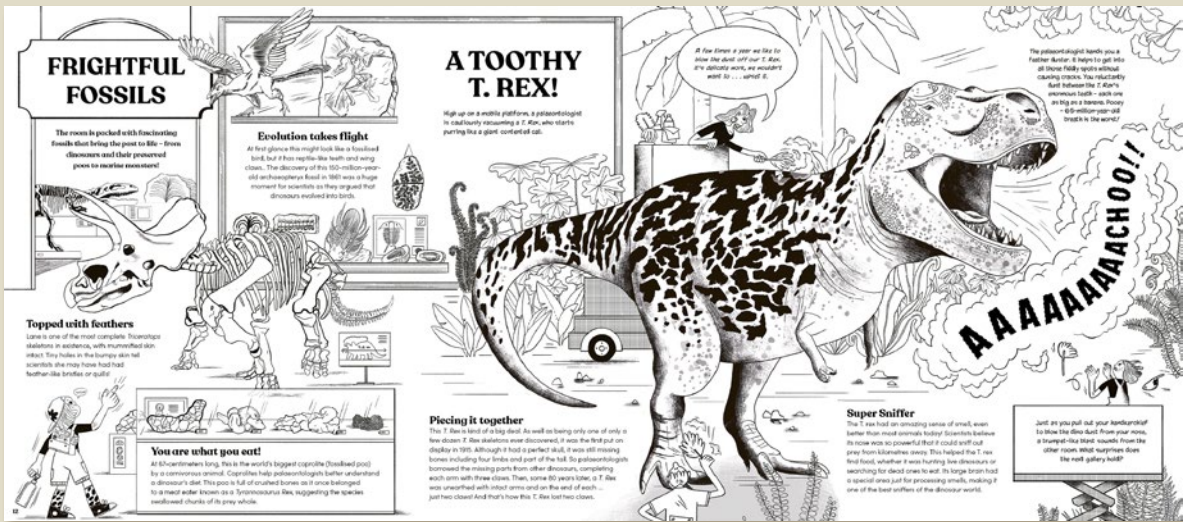 FRIGHTFUL
FOSSILS
The room is packed with fascinating
fossils that bring the past to life – from
dinosaurs and their preserved
poos to marine monsters!
Evolution takes flight
At first glance this might look like a fossilised
bird, but it has reptile-like teeth and wing
claws. The discovery of this 150-million-year-
old archaeopteryx fossil in 1861 was a huge
moment for scientists as they argued that
dinosaurs evolved into birds.
Topped with feathers
Lane is one of the most complete Triceratops
skeletons in existence, with mummified skin
intact. Tiny holes in the bumpy skin tell
scientists she may have had
feather-like bristles or quills!
You are what you eat!
At 67-centimeters long, this is the world's biggest coprolite (fossilised poo)
by a carnivorous animal. Coprolites help palaeontologists better understand
a dinosaur's diet. This poo is full of crushed bones as it once belonged
to a meat eater known as a Tyrannosaurus Rex, suggesting the species
swallowed chunks of its prey whole.
12
A TOOTHY
T. REX!
High up on a mobile platform, a palaeontologist
is cautiously vacuuming a T. Rex, who starts
purring like a giant contented cat.
A few times a year we like to
blow the dust off our T. Rex.
It's delicate work, we wouldn't
want to . . . upset it.
The palaeontologist hands you a
feather duster. It helps to get into
all those fiddly spots without
causing cracks. You reluctantly
dust between the T. Rex's
enormous teeth – each one
as big as a banana. Pooey
– 65-million-year-old
breath is the worst!
AAAAAAAACHOO!!
Piecing it together
This T. Rex is kind of a big deal. As well as being only one of only a
few dozen T. Rex skeletons ever discovered, it was the first put on
display in 1915. Although it had a perfect skull, it was still missing
bones including four limbs and part of the tail. So palaeontologists
borrowed the missing parts from other dinosaurs, completing
each arm with three claws. Then, some 80 years later, a T. Rex
was unearthed with intact arms and on the end of each ...
just two claws! And that's how this T. Rex lost two claws.
Super Sniffer
The T. rex had an amazing sense of smell, even
better than most animals today! Scientists believe
its nose was so powerful that it could sniff out
prey from kilometres away. This helped the T. rex
find food, whether it was hunting live dinosaurs or
searching for dead ones to eat. Its large brain had
a special area just for processing smells, making it
one of the best sniffers of the dinosaur world.
Just as you pull out your handkerchief
to blow the dino dust from your nose,
a trumpet-like blast sounds from the
other room. What surprises does
the next gallery hold?